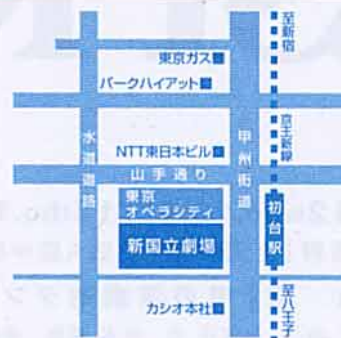 至新宿
東京ガス
パークハイアット
京王新線
水道道路
甲州街道
NTT東日本ビル
山手通り
東京
オペラシティ
初台駅
新国立劇場
カシオ本社
至八王子